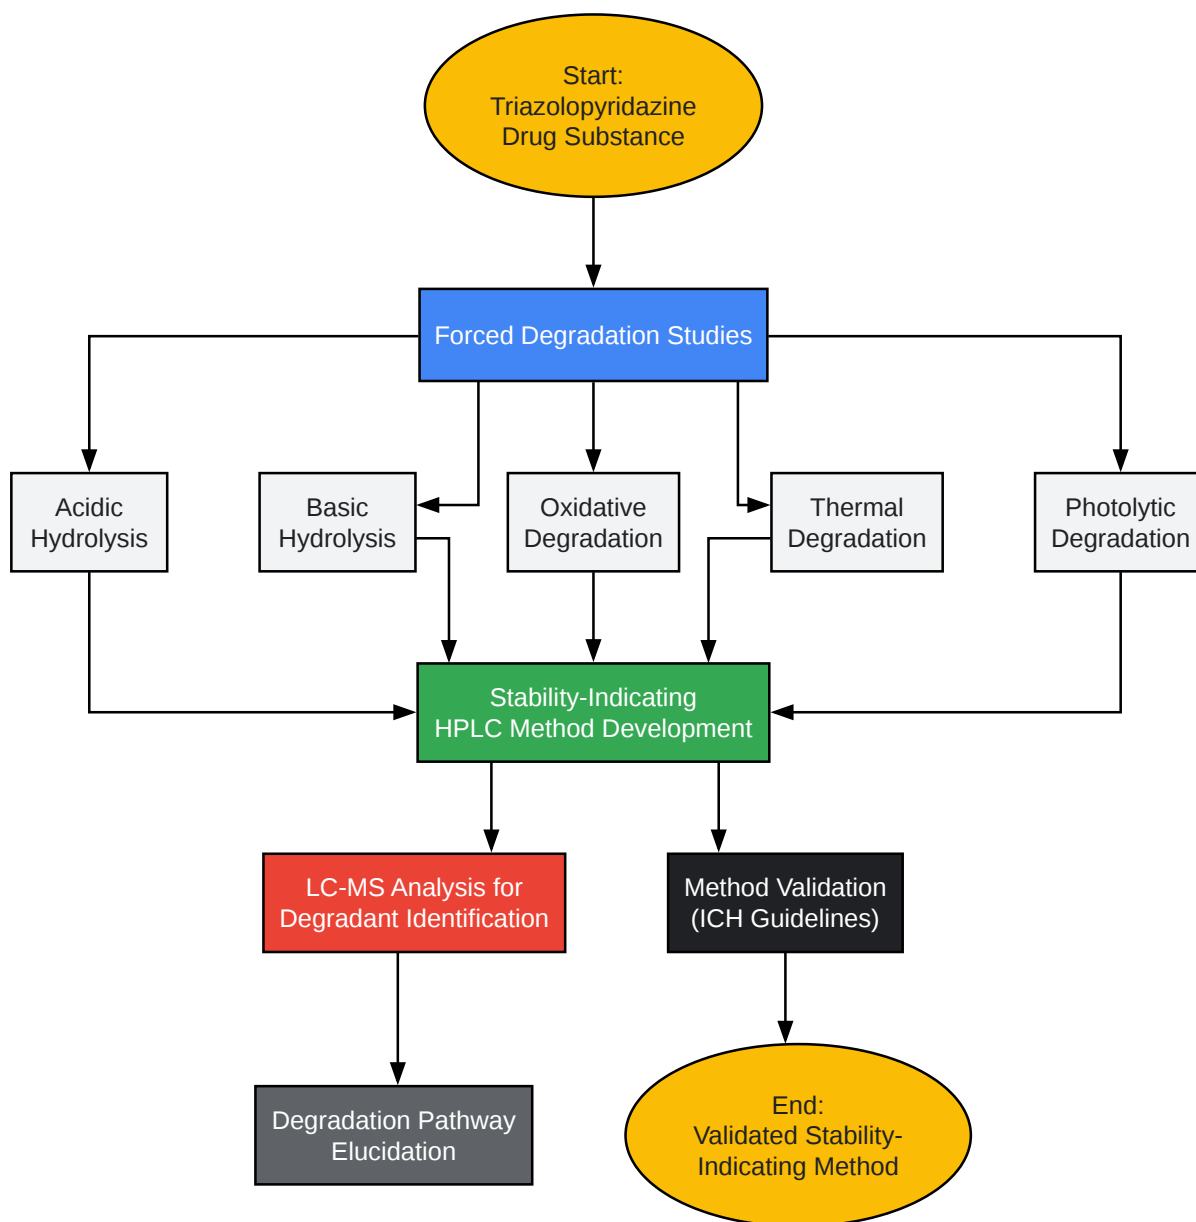 Start:
Triazolopyridazine
Drug Substance
Forced Degradation Studies
Acidic
Hydrolysis
Basic
Hydrolysis
Oxidative
Degradation
Thermal
Degradation
Photolytic
Degradation
Stability-Indicating
HPLC Method Development
LC-MS Analysis for
Degradant Identification
Method Validation
(ICH Guidelines)
Degradation Pathway
Elucidation
End:
Validated Stability-
Indicating Method